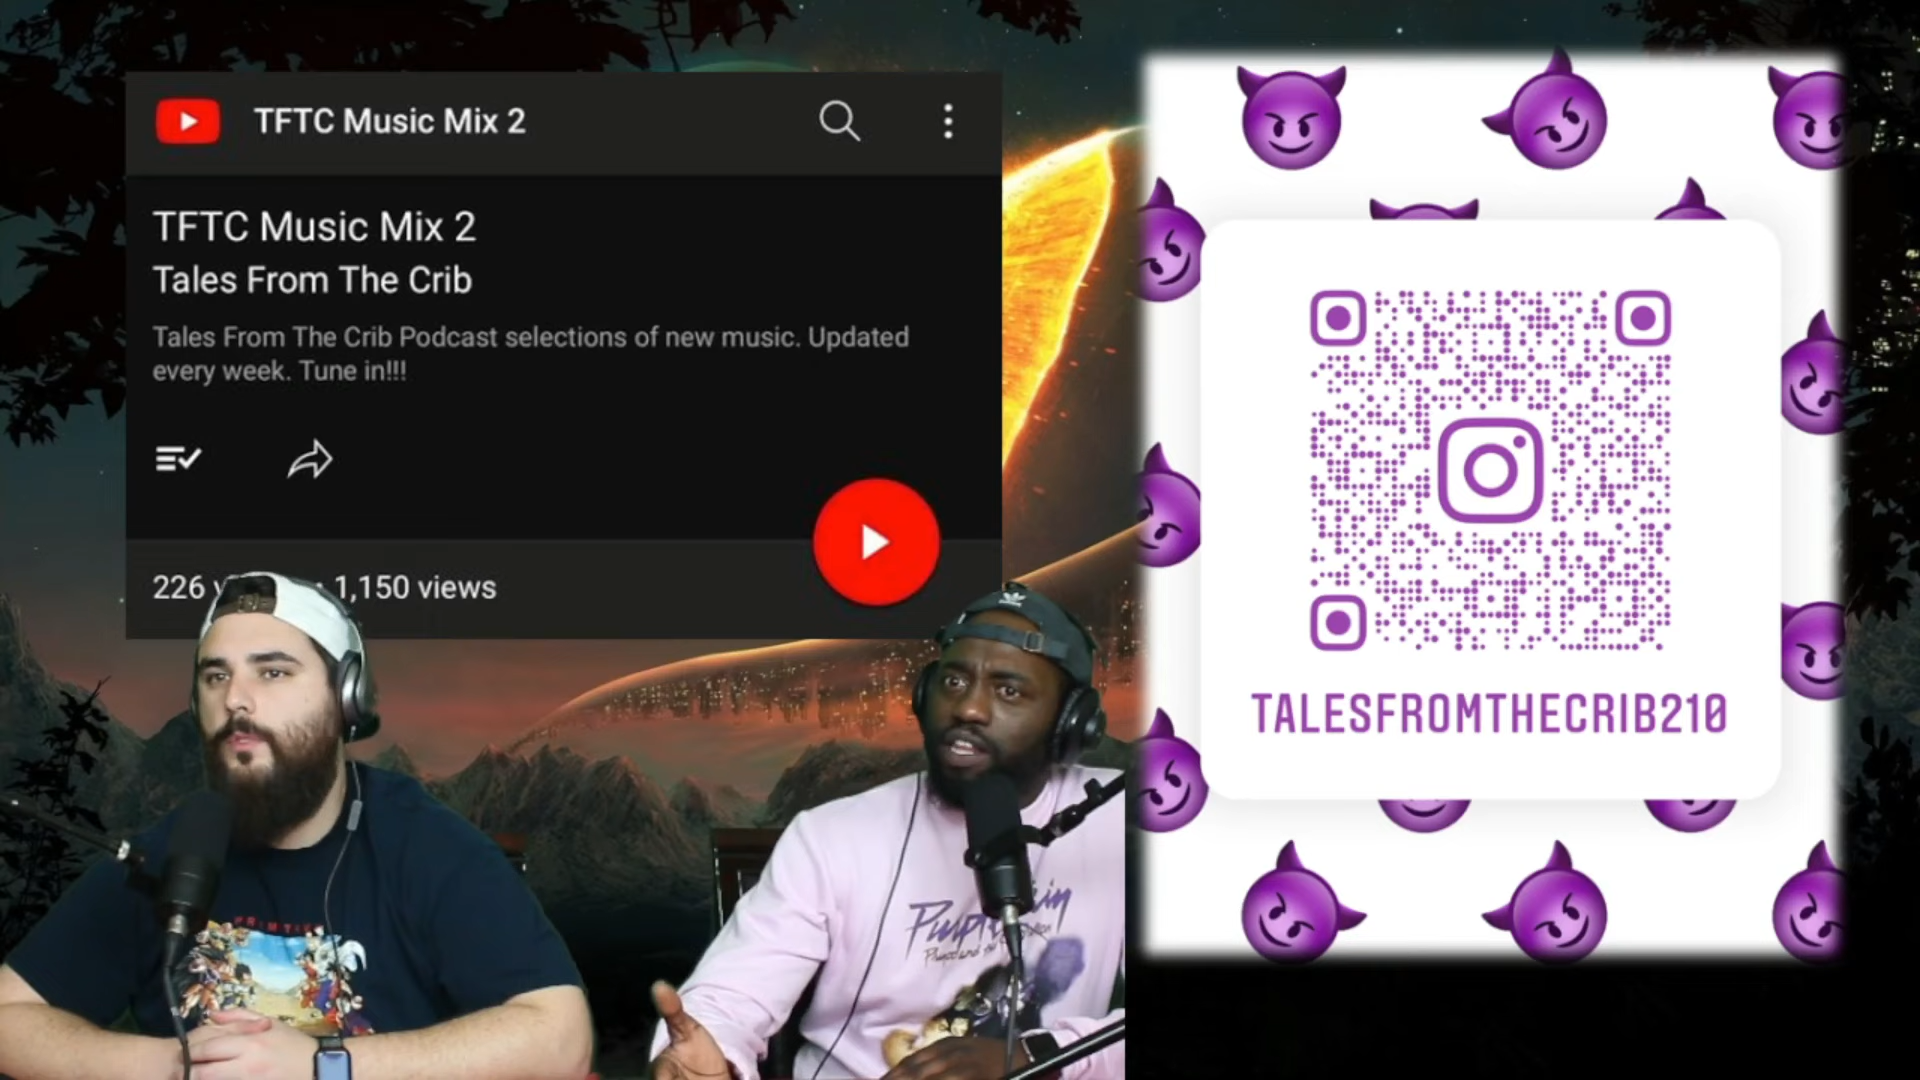 TFTC Music Mix 2
TFTC Music Mix 2
Tales From The Crib
Tales From The Crib Podcast selections of new music. Updated
every week. Tune in!!!
226
1,150 views
TALESFROMTHECRIB210
PRIMITIVE